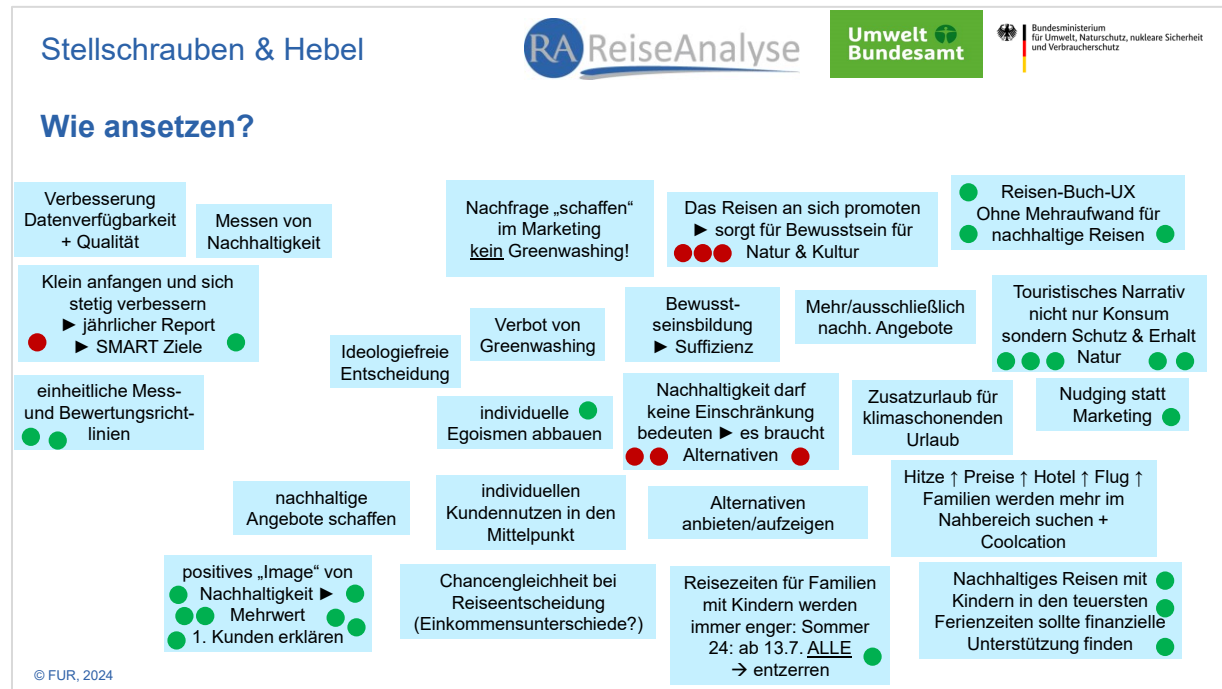 Stellschrauben & Hebel
RA ReiseAnalyse
Umwelt
Bundesamt
Bundesministerium
für Umwelt, Naturschutz, nukleare Sicherheit
und Verbraucherschutz
Wie ansetzen?
Verbesserung
Datenverfügbarkeit
+ Qualität
Messen von
Nachhaltigkeit
Nachfrage „schaffen“
im Marketing
kein Greenwashing!
Das Reisen an sich promoten
► sorgt für Bewusstsein für
Natur & Kultur
Reisen-Buch-UX
Ohne Mehraufwand für
nachhaltige Reisen
Klein anfangen und sich
stetig verbessern
► jährlicher Report
► SMART Ziele
Ideologiefreie
Entscheidung
Verbot von
Greenwashing
Bewusst-
seinsbildung
► Suffizienz
Mehr/ausschließlich
nachh. Angebote
Touristisches Narrativ
nicht nur Konsum
sondern Schutz & Erhalt
Natur
einheitliche Mess-
und Bewertungsricht-
linien
individuelle
Egoismen abbauen
Nachhaltigkeit darf
keine Einschränkung
bedeuten ► es braucht
Alternativen
Zusatzurlaub für
klimaschonenden
Urlaub
Nudging statt
Marketing
nachhaltige
Angebote schaffen
individuellen
Kundennutzen in den
Mittelpunkt
Alternativen
anbieten/aufzeigen
Hitze ↑ Preise ↑ Hotel ↑ Flug ↑
Familien werden mehr im
Nahbereich suchen +
Coolcation
positives „Image“ von
Nachhaltigkeit ►
Mehrwert
1. Kunden erklären
Chancengleichheit bei
Reiseentscheidung
(Einkommensunterschiede?)
Reisezeiten für Familien
mit Kindern werden
immer enger: Sommer
24: ab 13.7. ALLE
→ entzerren
Nachhaltiges Reisen mit
Kindern in den teuersten
Ferienzeiten sollte finanzielle
Unterstützung finden
© FUR, 2024